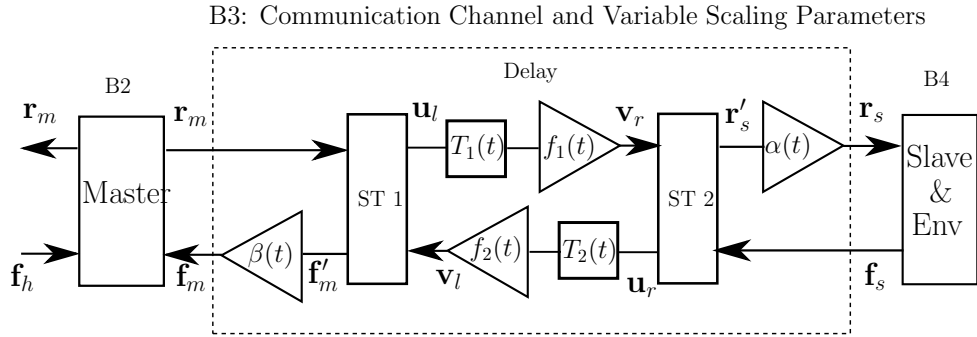 B3: Communication Channel and Variable Scaling Parameters
Delay
B2
B4
r_m
r_m
u_l
T_1(t)
f_1(t)
v_r
r'_s
α(t)
r_s
Master
ST 1
ST 2
Slave
&
Env
f_h
f_m
β(t)
f'_m
v_l
f_2(t)
T_2(t)
u_r
f_s